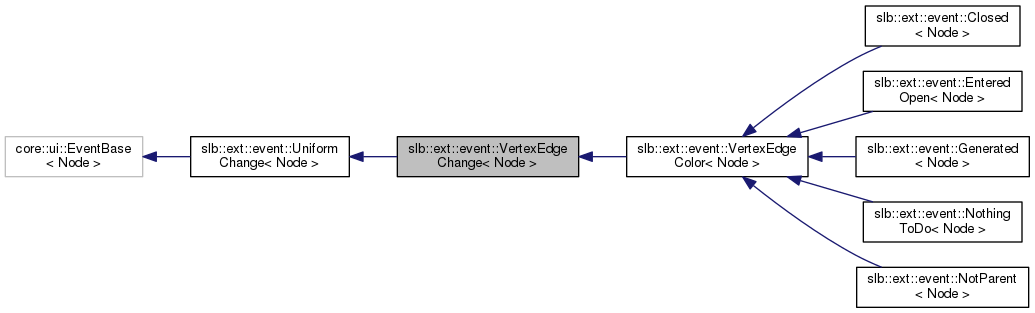 core::ui::EventBase
< Node >
slb::ext::event::Uniform
Change< Node >
slb::ext::event::VertexEdge
Change< Node >
slb::ext::event::VertexEdge
Color< Node >
slb::ext::event::Closed
< Node >
slb::ext::event::Entered
Open< Node >
slb::ext::event::Generated
< Node >
slb::ext::event::Nothing
ToDo< Node >
slb::ext::event::NotParent
< Node >